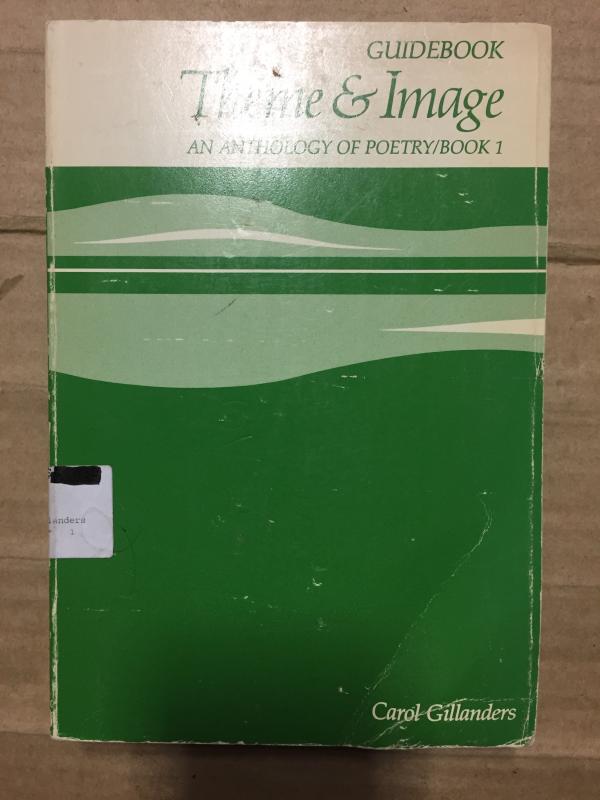 GUIDEBOOK
Theme & Image
AN ANTHOLOGY OF POETRY/BOOK 1
landers
1
Carol Gillanders